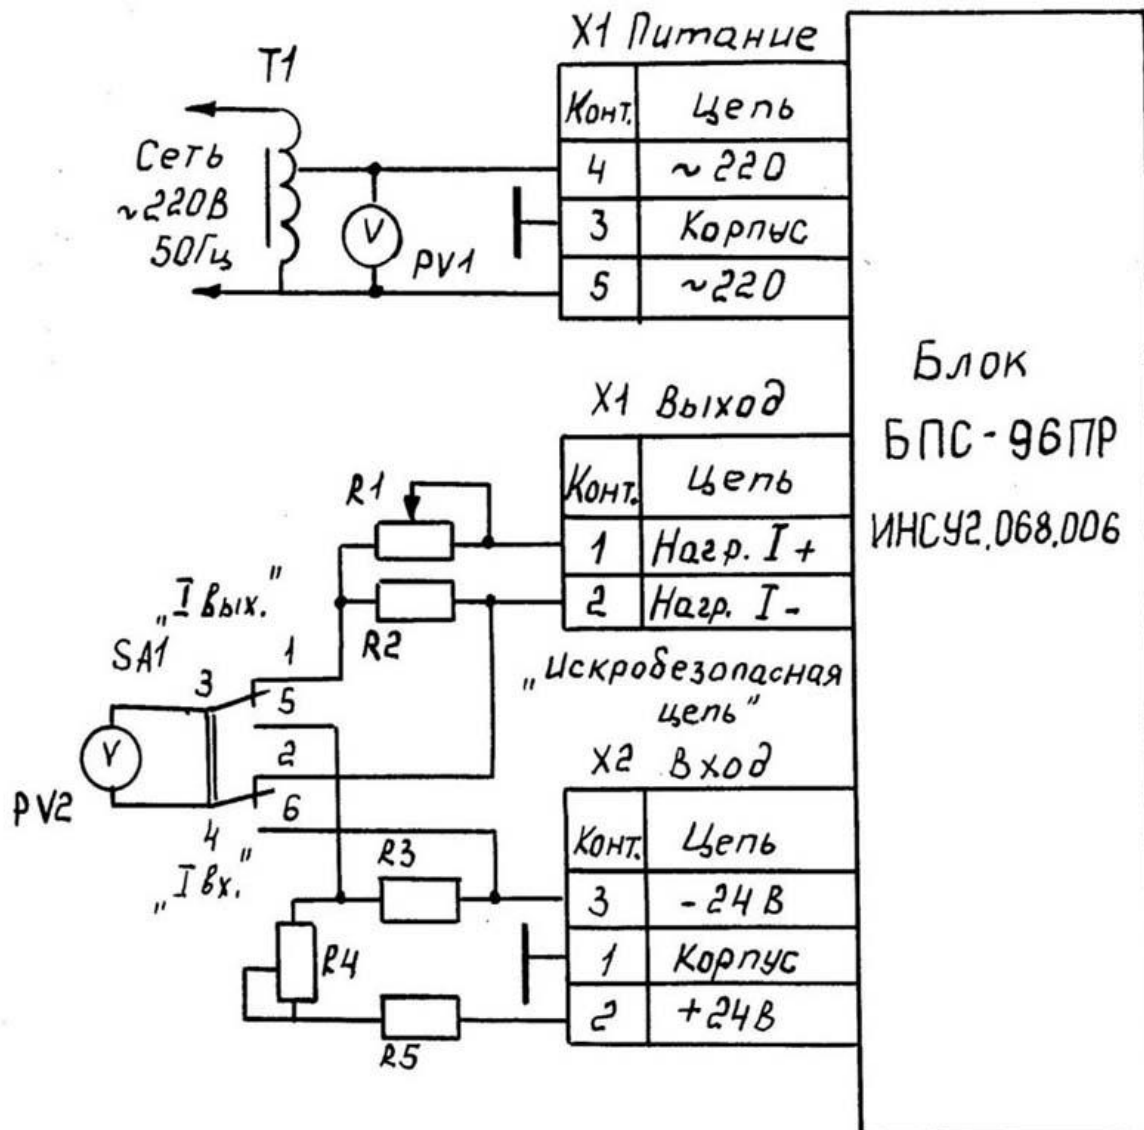 X1 Питание
T1
Конт. Цепь
Сеть
~220В
50Гц
4 ~220
V
3 Корпус
PV1
5 ~220
Блок
БПС-96ПР
ИНСУ2.068.006
X1 Выход
R1
Конт. Цепь
1 Нагр. I +
2 Нагр. I -
R2
„I вых.”
SA1
1
3
5
2
V
PV2
6
4
„I вх.”
„Искробезопасная
цепь”
X2 Вход
Конт. Цепь
R3
3 -24В
R4
1 Корпус
2 +24В
R5